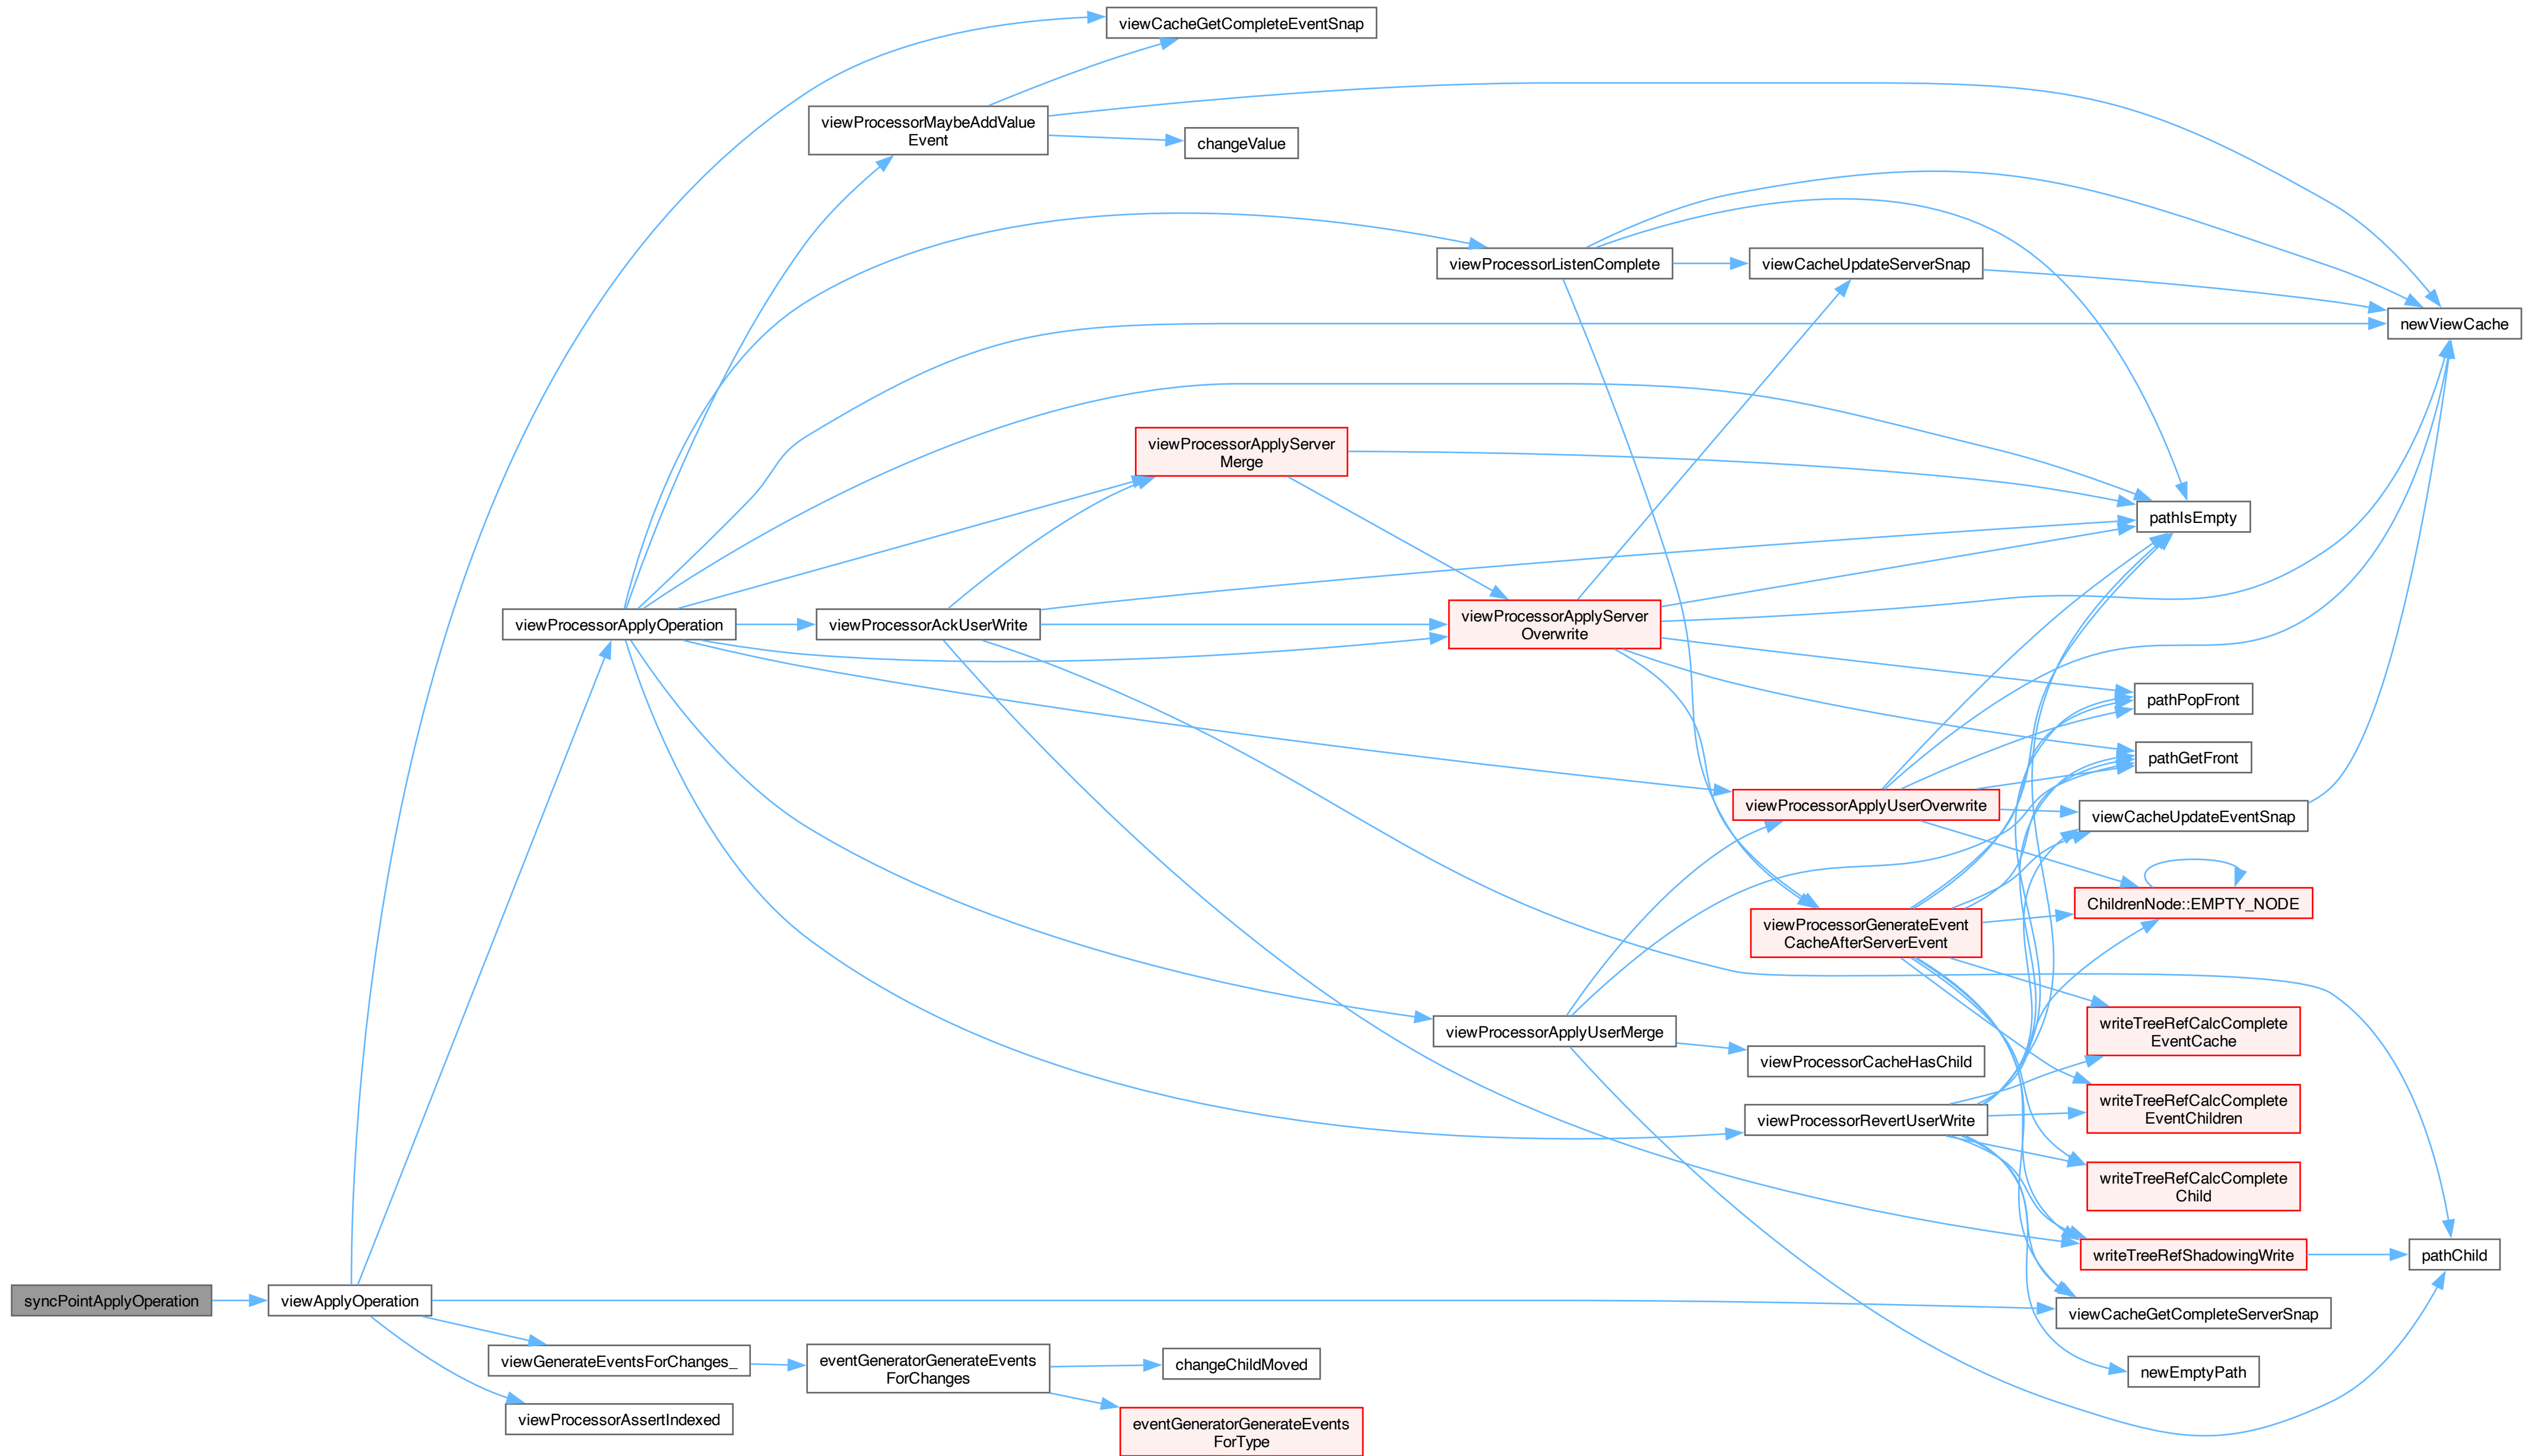 viewCacheGetCompleteEventSnap
viewProcessorMaybeAddValue
Event
changeValue
viewProcessorListenComplete
viewCacheUpdateServerSnap
newViewCache
viewProcessorApplyServer
Merge
pathIsEmpty
viewProcessorApplyOperation
viewProcessorAckUserWrite
viewProcessorApplyServer
Overwrite
pathPopFront
pathGetFront
viewProcessorApplyUserOverwrite
viewCacheUpdateEventSnap
ChildrenNode::EMPTY_NODE
viewProcessorGenerateEvent
CacheAfterServerEvent
writeTreeRefCalcComplete
EventCache
viewProcessorApplyUserMerge
viewProcessorCacheHasChild
writeTreeRefCalcComplete
EventChildren
viewProcessorRevertUserWrite
writeTreeRefCalcComplete
Child
writeTreeRefShadowingWrite
pathChild
syncPointApplyOperation
viewApplyOperation
viewCacheGetCompleteServerSnap
viewGenerateEventsForChanges_
eventGeneratorGenerateEvents
ForChanges
changeChildMoved
newEmptyPath
viewProcessorAssertIndexed
eventGeneratorGenerateEvents
ForType